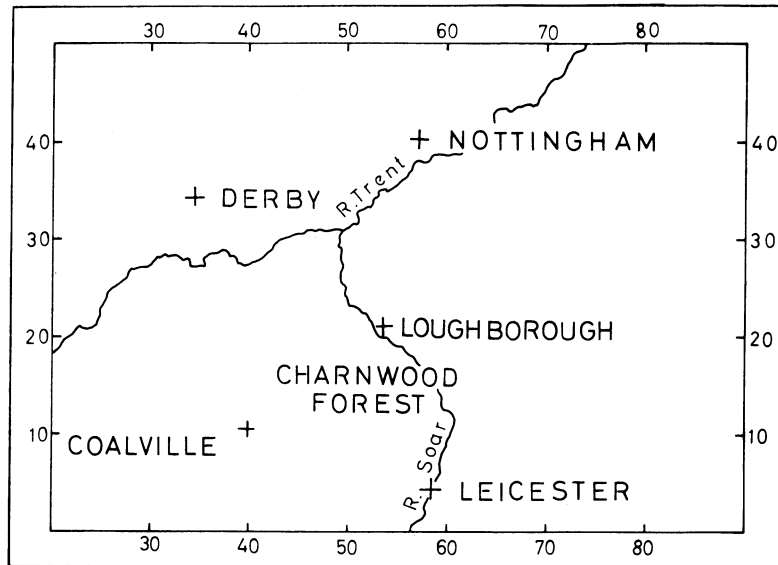 30 40 50 60 70 80
40 NOTTINGHAM 40
R. Trent
DERBY
30 30
20 LOUGHBOROUGH 20
CHARNWOOD
FOREST
10 10
COALVILLE
R. Soar
LEICESTER
30 40 50 60 70 80